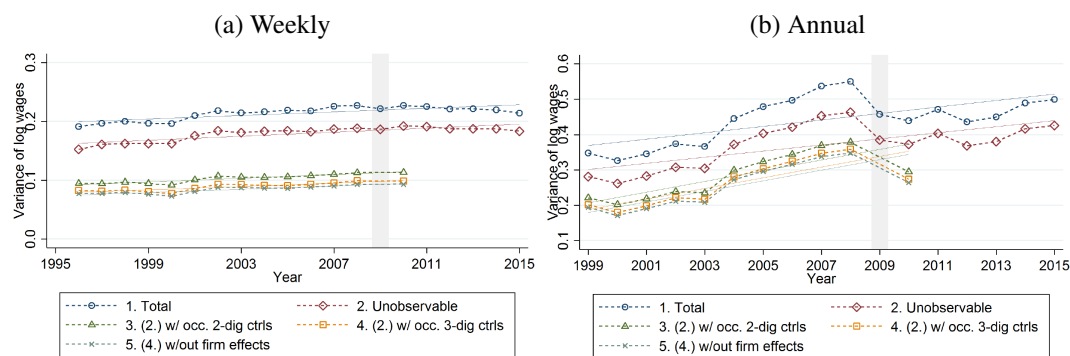 (a) Weekly
Variance of log wages
0.0 0.1 0.2 0.3
1995 1999 2003 2007 2011 2015
Year
1. Total 2. Unobservable
3. (2.) w/ occ. 2-dig ctrls 4. (2.) w/ occ. 3-dig ctrls
5. (4.) w/out firm effects
(b) Annual
Variance of log wages
0.1 0.2 0.3 0.4 0.5 0.6
1999 2001 2003 2005 2007 2009 2011 2013 2015
Year
1. Total 2. Unobservable
3. (2.) w/ occ. 2-dig ctrls 4. (2.) w/ occ. 3-dig ctrls
5. (4.) w/out firm effects